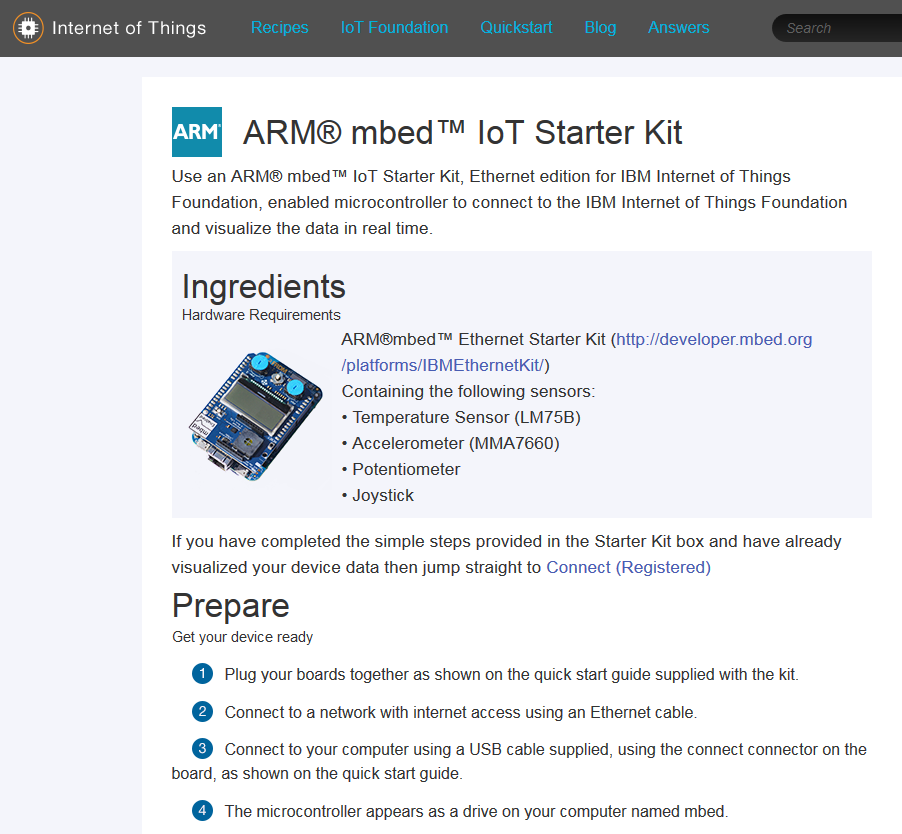 Internet of Things
Recipes
IoT Foundation
Quickstart
Blog
Answers
Search
ARM®
ARM® mbed™ IoT Starter Kit
Use an ARM® mbed™ IoT Starter Kit, Ethernet edition for IBM Internet of Things
Foundation, enabled microcontroller to connect to the IBM Internet of Things Foundation
and visualize the data in real time.
Ingredients
Hardware Requirements
ARM®mbed™ Ethernet Starter Kit (http://developer.mbed.org
/platforms/IBMEthernetKit/)
Containing the following sensors:
• Temperature Sensor (LM75B)
• Accelerometer (MMA7660)
• Potentiometer
• Joystick
mbed
If you have completed the simple steps provided in the Starter Kit box and have already
visualized your device data then jump straight to Connect (Registered)
Prepare
Get your device ready
1 Plug your boards together as shown on the quick start guide supplied with the kit.
2 Connect to a network with internet access using an Ethernet cable.
3 Connect to your computer using a USB cable supplied, using the connect connector on the
board, as shown on the quick start guide.
4 The microcontroller appears as a drive on your computer named mbed.